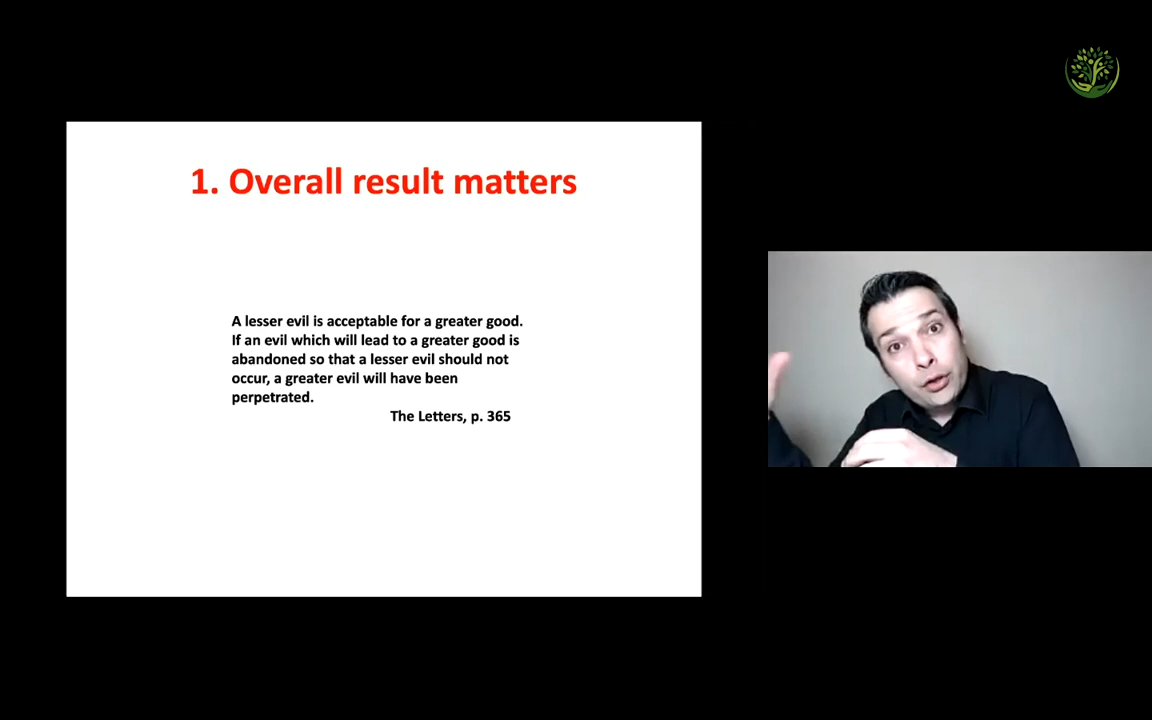 1. Overall result matters
A lesser evil is acceptable for a greater good.
If an evil which will lead to a greater good is
abandoned so that a lesser evil should not
occur, a greater evil will have been
perpetrated.
The Letters, p. 365